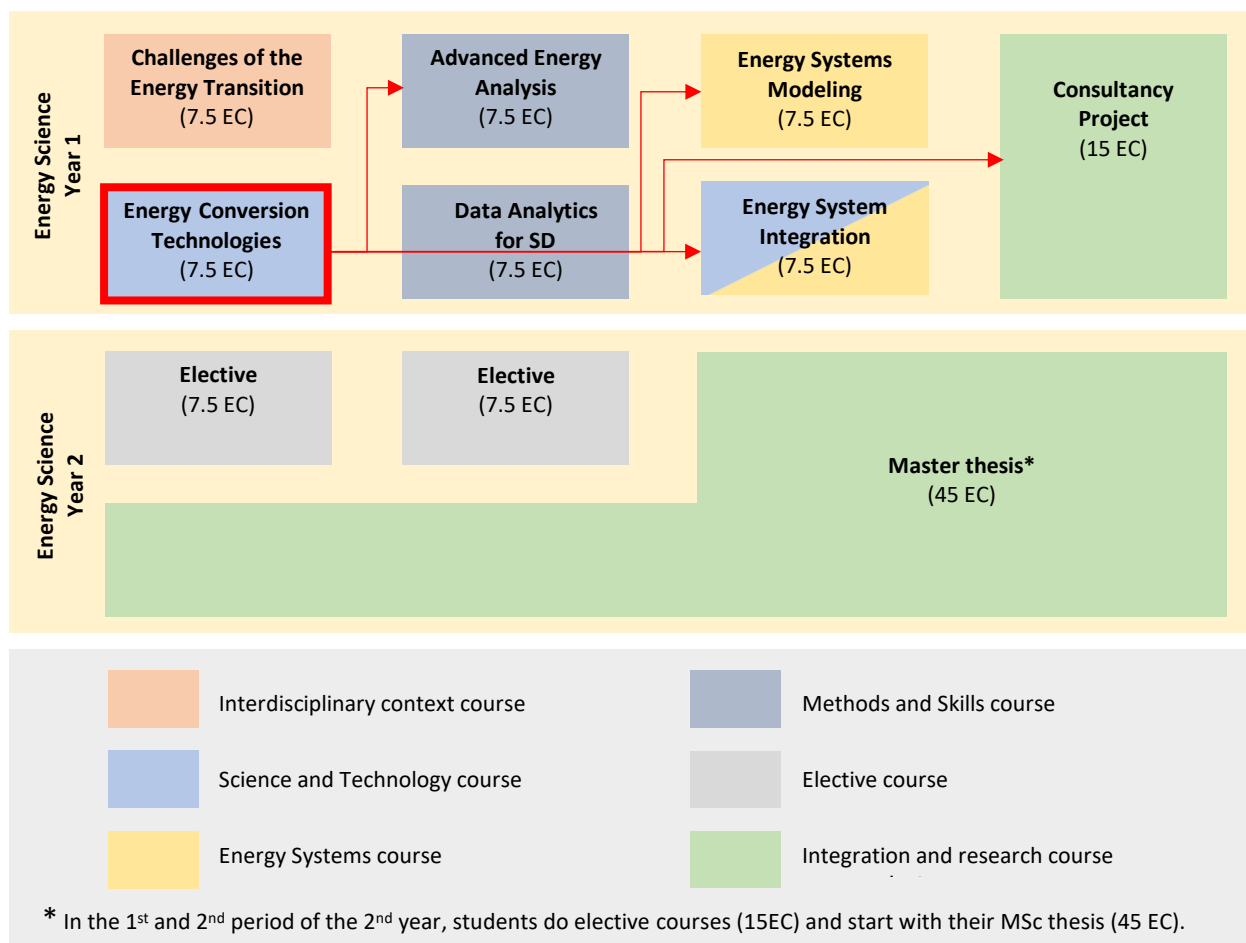 Energy Science
Year 1
Challenges of the
Energy Transition
(7.5 EC)
Advanced Energy
Analysis
(7.5 EC)
Energy Systems
Modeling
(7.5 EC)
Consultancy
Project
(15 EC)
Energy Conversion
Technologies
(7.5 EC)
Data Analytics
for SD
(7.5 EC)
Energy System
Integration
(7.5 EC)
Energy Science
Year 2
Elective
(7.5 EC)
Elective
(7.5 EC)
Master thesis*
(45 EC)
Interdisciplinary context course
Methods and Skills course
Science and Technology course
Elective course
Energy Systems course
Integration and research course
* In the 1st and 2nd period of the 2nd year, students do elective courses (15EC) and start with their MSc thesis (45 EC).